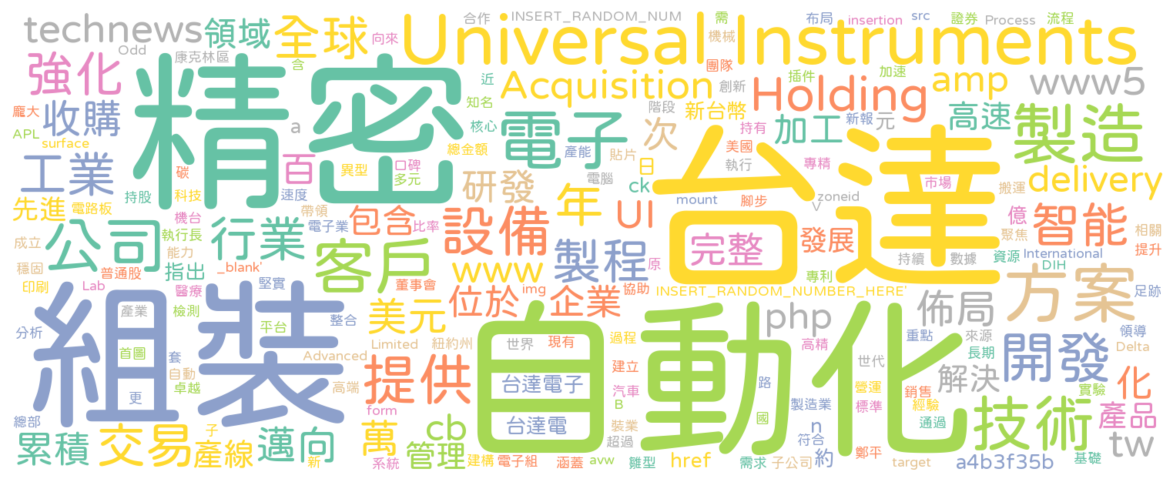 technews 領域 全球 向來 Universal Instruments
合作 INSERT_RANDOM_NUM 需 布局 insertion src 證券 Process 流程
Odd 康克林區 含 機械 團隊 創新 插件 加速
強化 精密 近 Acquisition Holding amp www5
龐大 收購 知名 階段 新台幣 持有 新報 元 高速 製造
APL surface a 核心 電子 次 加工 美國
工業 百 異型 口碑 多元 總金額 產能 貼片 日 執行 專精
持股 碳 科技 速度 研發 電腦 ck 台達 市場 搬運 delivery
先進 電路板 機台 帶領 年 UI mount 腳步 zoneid V 億 智能
成立 公司 執行長 行業 電子業 包含 比率 設備 完整 發展 聚焦 相關
穩固 能力 客戶 製程 原 專利 持續 數據 資源 International 提升
印刷 Lab 普通股 指出 _blank' 董事會 www img 協助 DIH
醫療 堅實 位於 企業 INSERT_RANDOM_NUMBER_HERE' 佈局 方案 足跡
組裝 產業 檢測 平台 整合 美元 自動化 php 重點 來源 領導
分析 首圖 套 自動 Advanced Limited 紐約州 世界 現有 過程 高精 世代 長期 開發 Delta
卓越 高端 提供 台達電子 建立 路 營運 解決 化 實驗
更 汽車 製造業 標準 銷售
總部 form 台達電 B 國 n 經驗 技術 產品
累積 交易 子 產線 邁向 萬 cb 裝業 超過 符合 通過 tw
新 系統 管理 建構 電子組 涵蓋 avw 雛型 href 需求 子公司 約 鄭平 target a4b3f35b 基礎